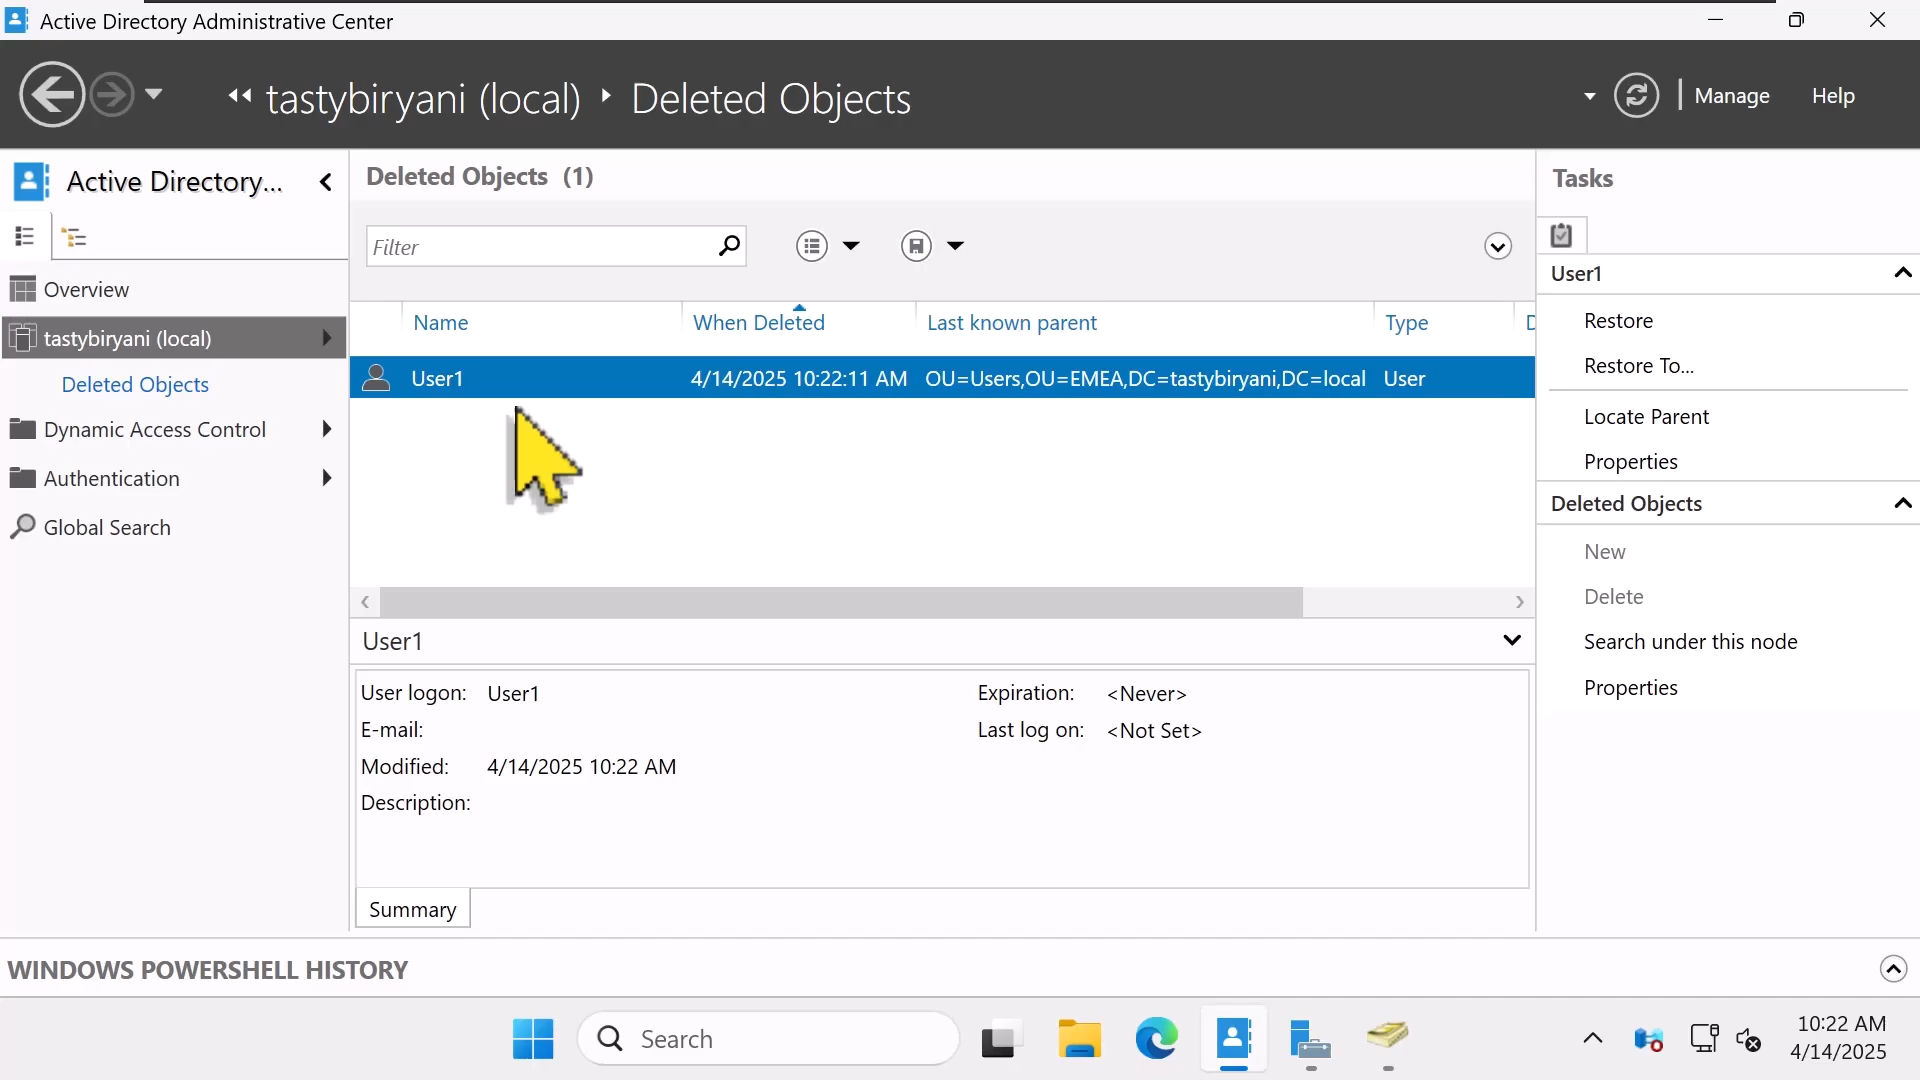 Active Directory Administrative Center
tastybiryani (local) Deleted Objects
Manage Help
Active Directory...
Overview
tastybiryani (local)
Deleted Objects
Dynamic Access Control
Authentication
Global Search
Deleted Objects (1)
Filter
Name When Deleted Last known parent Type D
User1 4/14/2025 10:22:11 AM OU=Users,OU=EMEA,DC=tastybiryani,DC=local User
User1
User logon: User1
E-mail:
Modified: 4/14/2025 10:22 AM
Description:
Expiration: <Never>
Last log on: <Not Set>
Summary
Tasks
User1
Restore
Restore To...
Locate Parent
Properties
Deleted Objects
New
Delete
Search under this node
Properties
WINDOWS POWERSHELL HISTORY
Search
10:22 AM
4/14/2025